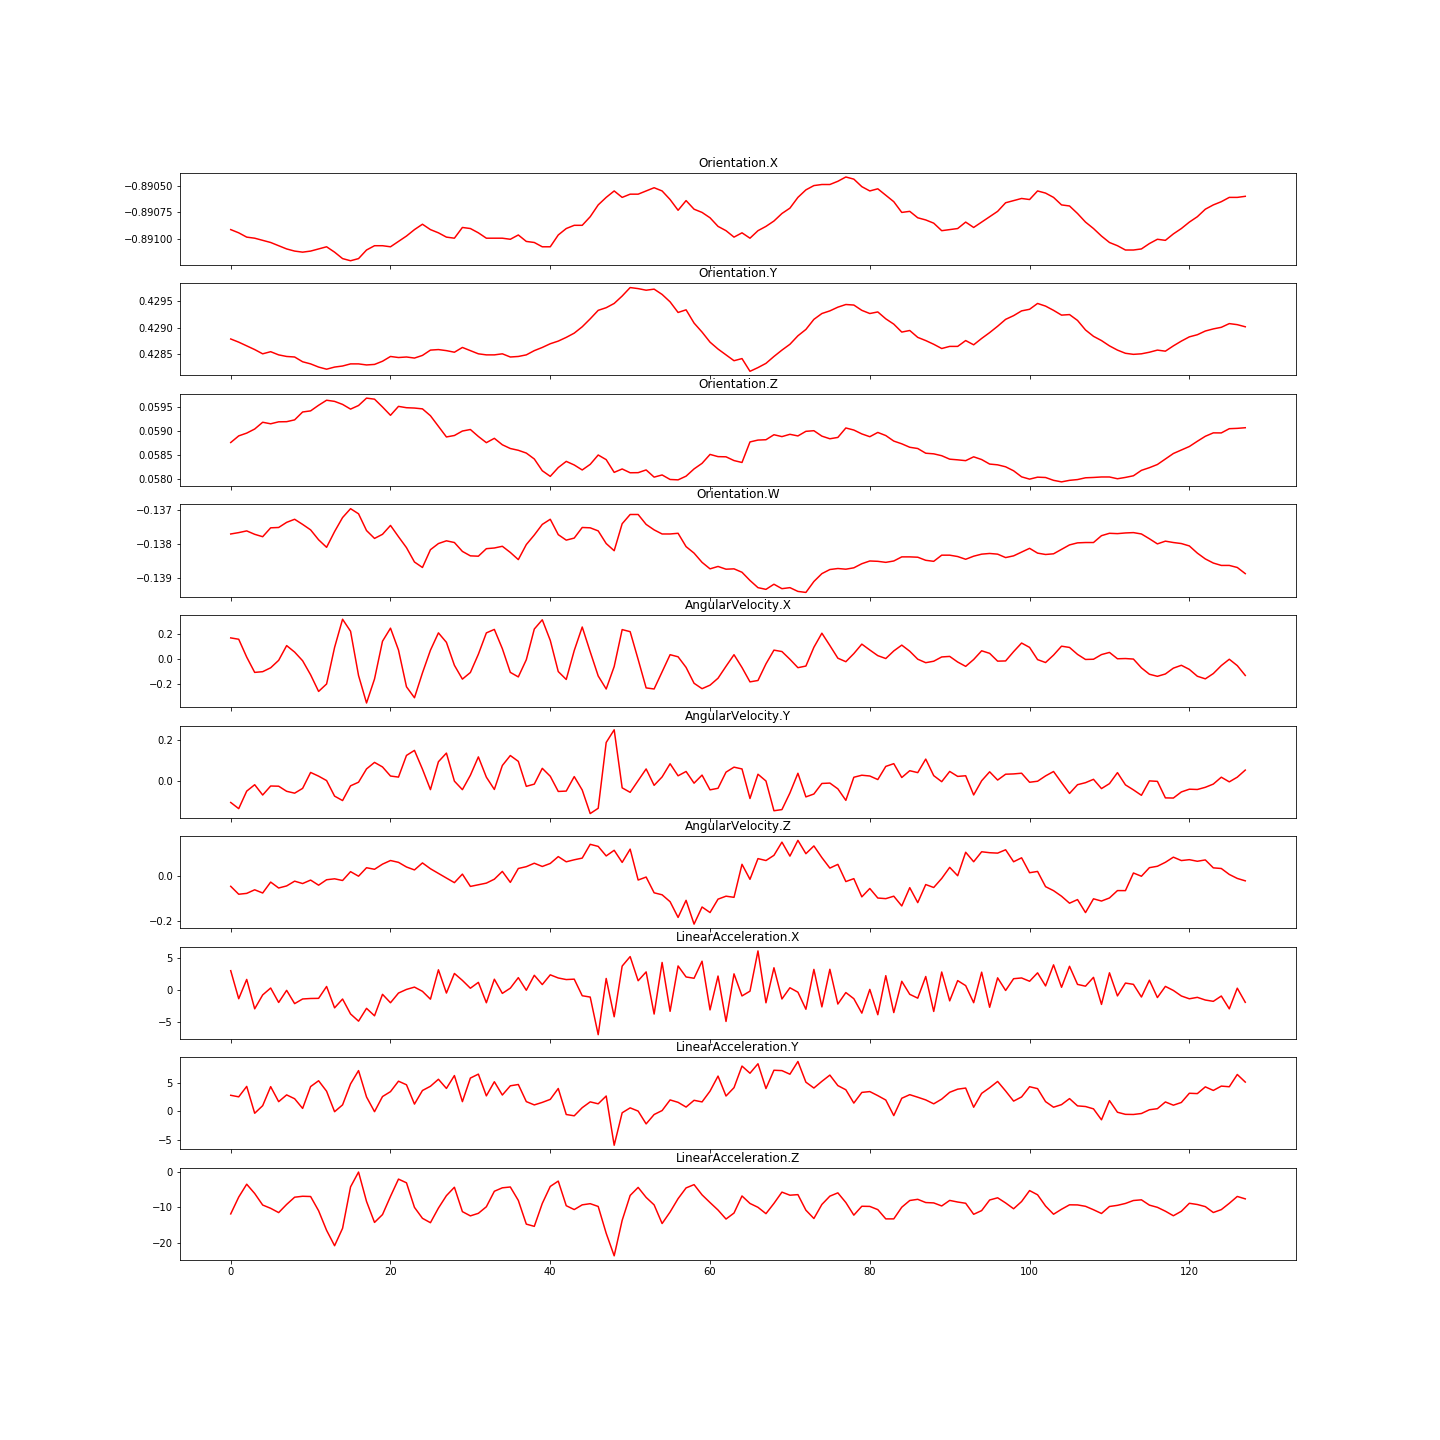 Orientation.X
−0.89050
−0.89075
−0.89100
Orientation.Y
0.4295
0.4290
0.4285
Orientation.Z
0.0595
0.0590
0.0585
0.0580
Orientation.W
−0.137
−0.138
−0.139
AngularVelocity.X
0.2
0.0
−0.2
AngularVelocity.Y
0.2
0.0
AngularVelocity.Z
0.0
−0.2
LinearAcceleration.X
5
0
−5
LinearAcceleration.Y
5
0
−5
LinearAcceleration.Z
0
−10
−20
0 20 40 60 80 100 120